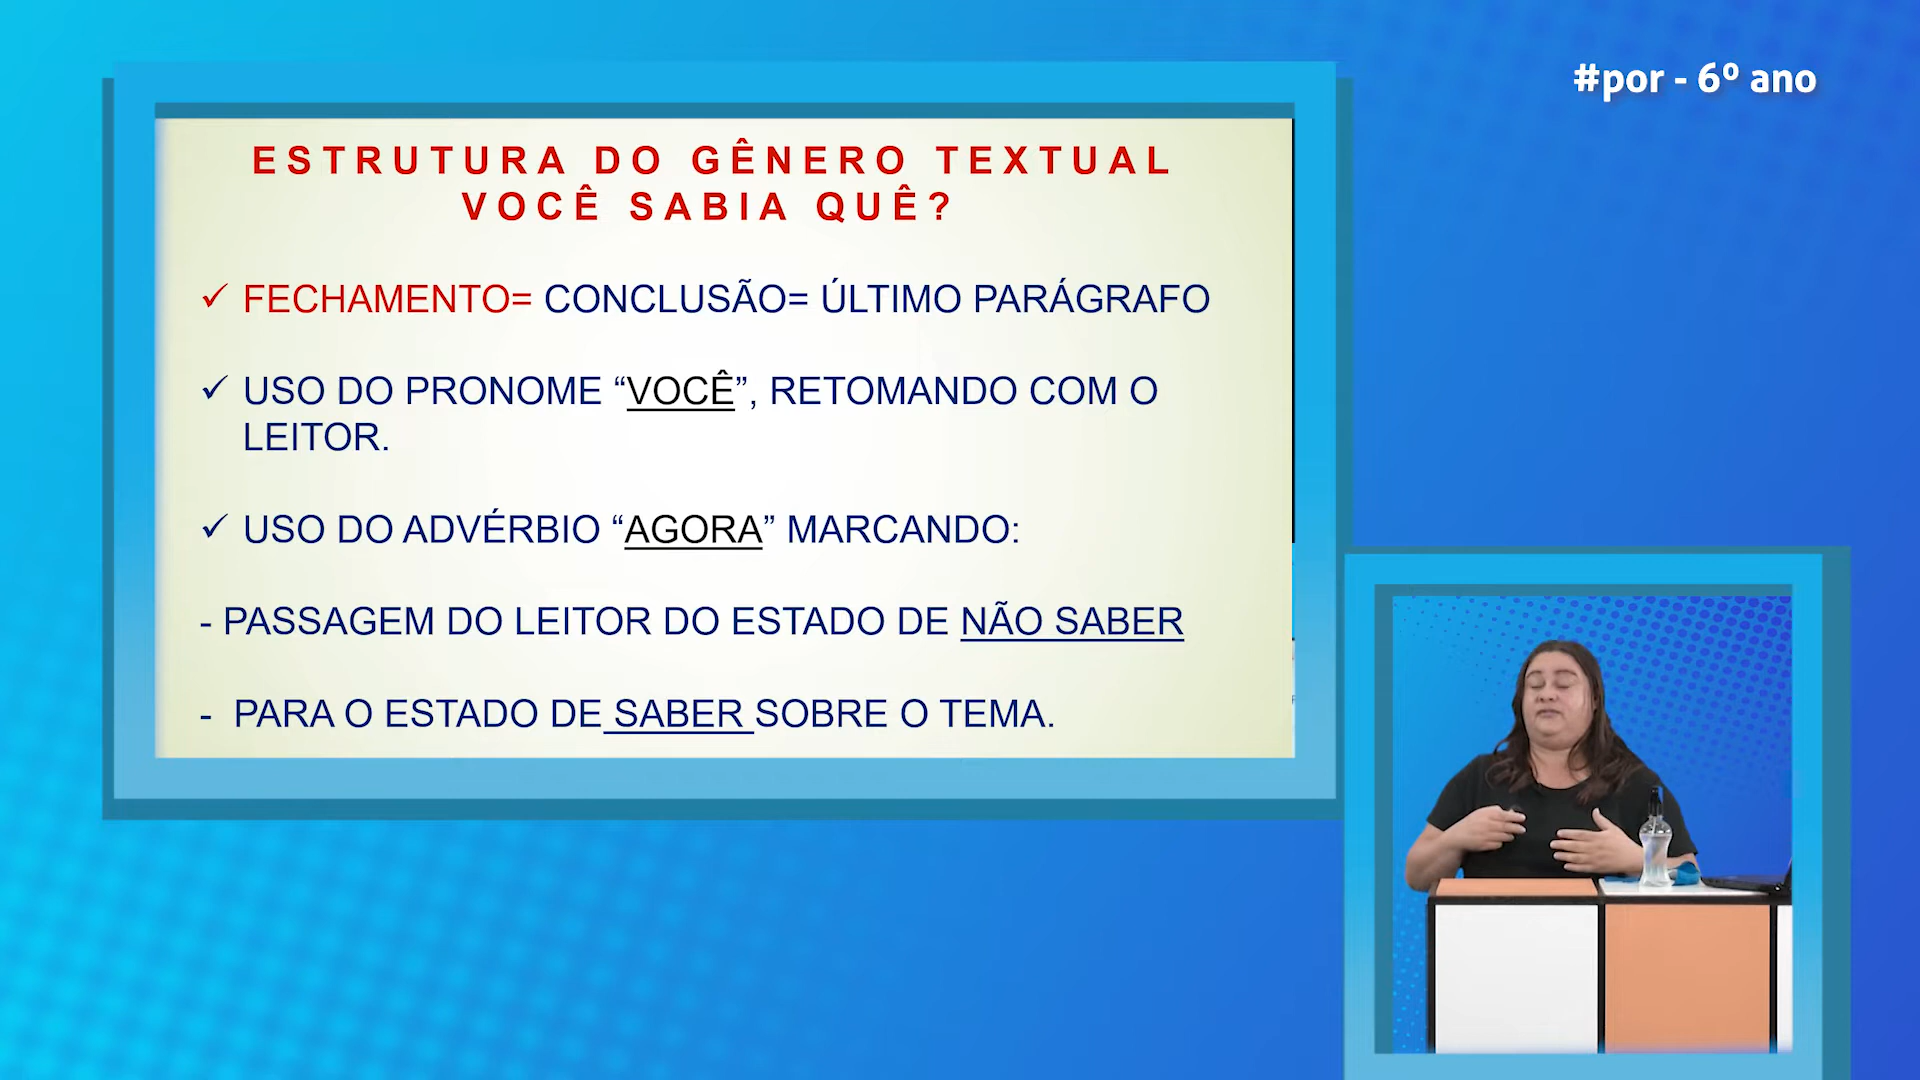 #por - 6º ano
ESTRUTURA DO GÊNERO TEXTUAL
VOCÊ SABIA QUÊ?
✓ FECHAMENTO= CONCLUSÃO= ÚLTIMO PARÁGRAFO
✓ USO DO PRONOME “VOCÊ”, RETOMANDO COM O
LEITOR.
✓ USO DO ADVÉRBIO “AGORA” MARCANDO:
- PASSAGEM DO LEITOR DO ESTADO DE NÃO SABER
- PARA O ESTADO DE SABER SOBRE O TEMA.